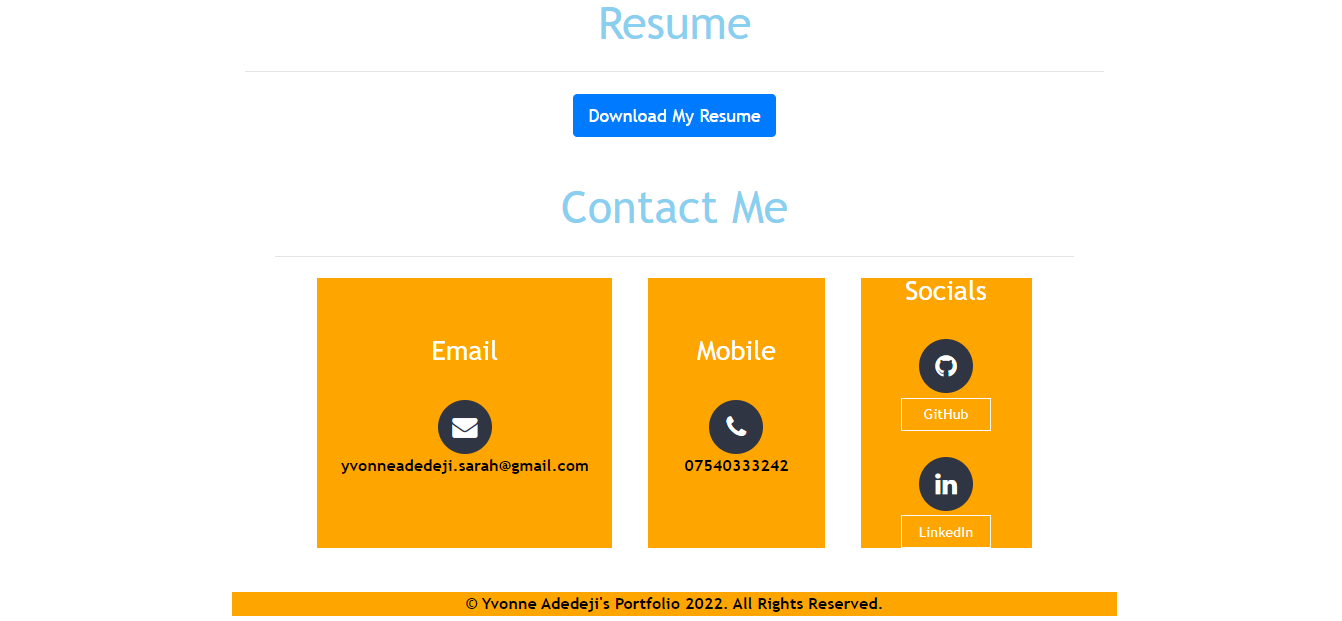 Resume
Download My Resume
Contact Me
Email
yvonneadedeji.sarah@gmail.com
Mobile
07540333242
Socials
GitHub
LinkedIn
© Yvonne Adedeji's Portfolio 2022. All Rights Reserved.